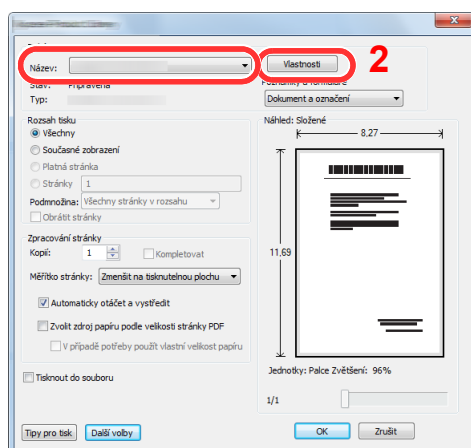 Název:
Vlastnosti
2
Stav: Připravena
Poznámky a formuláře
Typ:
Dokument a označení
Rozsah tisku
Všechny
Současné zobrazení
Platná stránka
Stránky 1
Podmnožina: Všechny stránky v rozsahu
Obrátit stránky
Zpracování stránky
Kopií: 1 Kompletovat
Měřítko stránky: Zmenšit na tisknutelnou plochu
Automaticky otáčet a vystředit
Zvolit zdroj papíru podle velikosti stránky PDF
V případě potřeby použít vlastní velikost papíru
Tisknout do souboru
Náhled: Složené
8,27
11,69
Jednotky: Palce Zvětšení: 96%
1/1
Tipy pro tisk
Další volby
OK
Zrušit